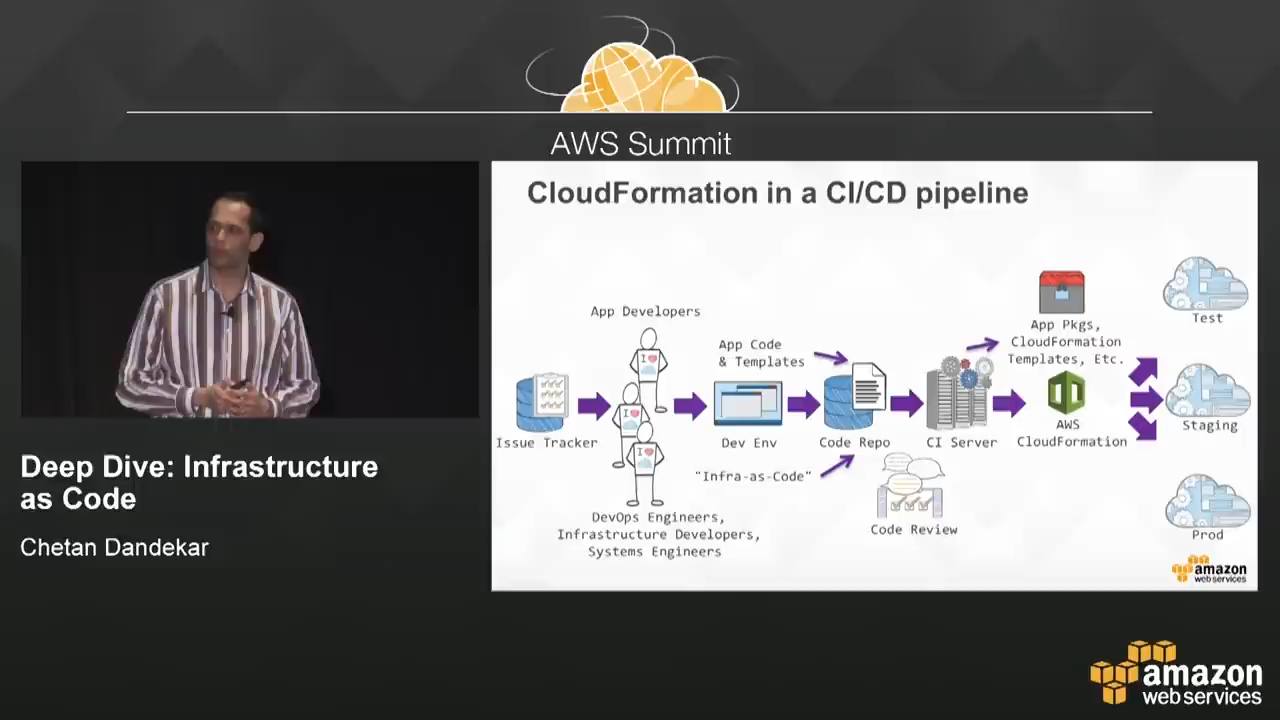 AWS Summit
CloudFormation in a CI/CD pipeline
App Developers
I
I
I
App Code
& Templates
App Pkgs,
CloudFormation
Templates, Etc.
Test
Issue Tracker
Dev Env
Code Repo
CI Server
AWS
CloudFormation
Staging
"Infra-as-Code"
Code Review
DevOps Engineers,
Infrastructure Developers,
Systems Engineers
Prod
amazon
web services
Deep Dive: Infrastructure
as Code
Chetan Dandekar
amazon
web services